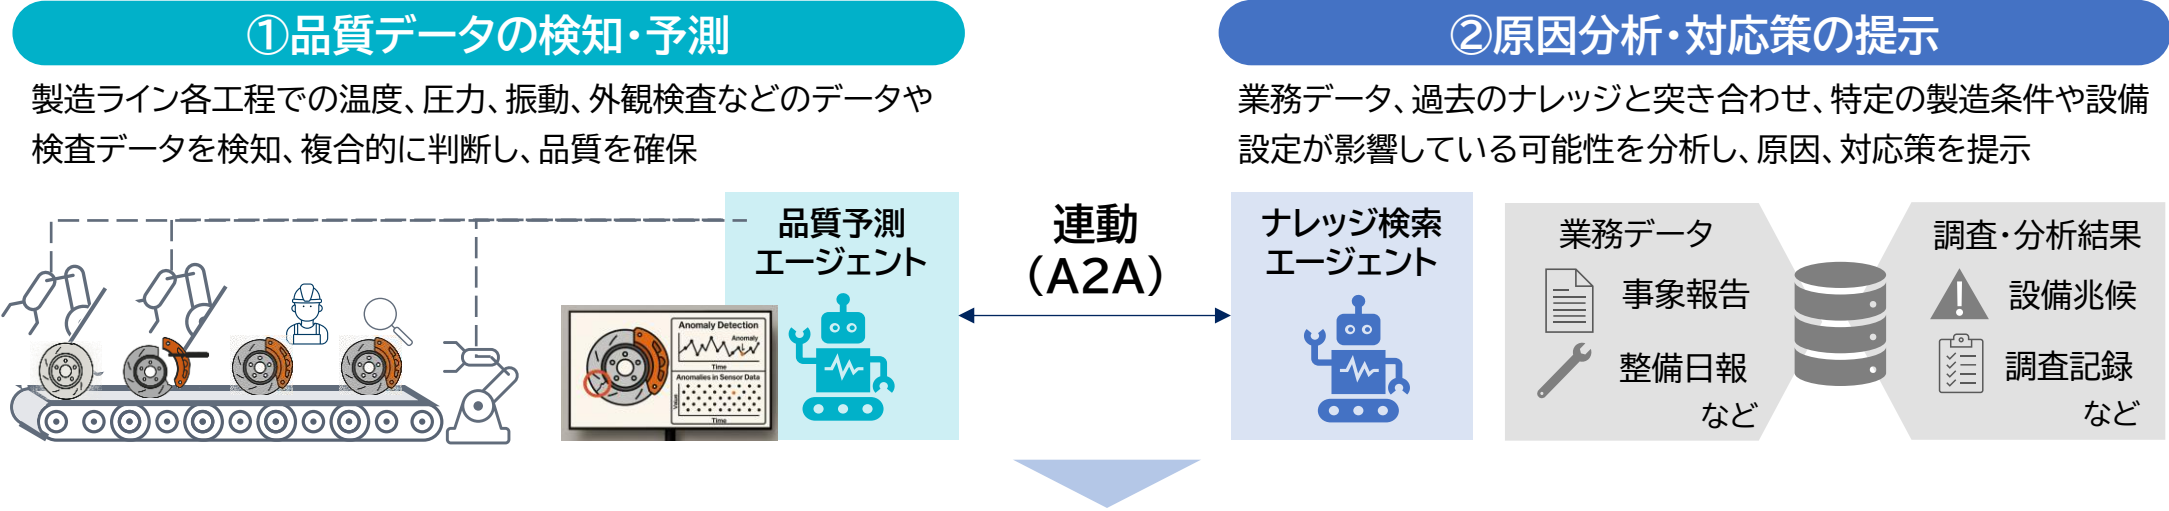 ①品質データの検知・予測
製造ライン各工程での温度、圧力、振動、外観検査などのデータや
検査データを検知、複合的に判断し、品質を確保
品質予測
エージェント
Anomaly Detection
Anomaly
Time
Anomalies in Sensor Data
Value
Time
連動
(A2A)
②原因分析・対応策の提示
業務データ、過去のナレッジと突き合わせ、特定の製造条件や設備
設定が影響している可能性を分析し、原因、対応策を提示
ナレッジ検索
エージェント
業務データ
事象報告
整備日報
など
調査・分析結果
設備兆候
調査記録
など